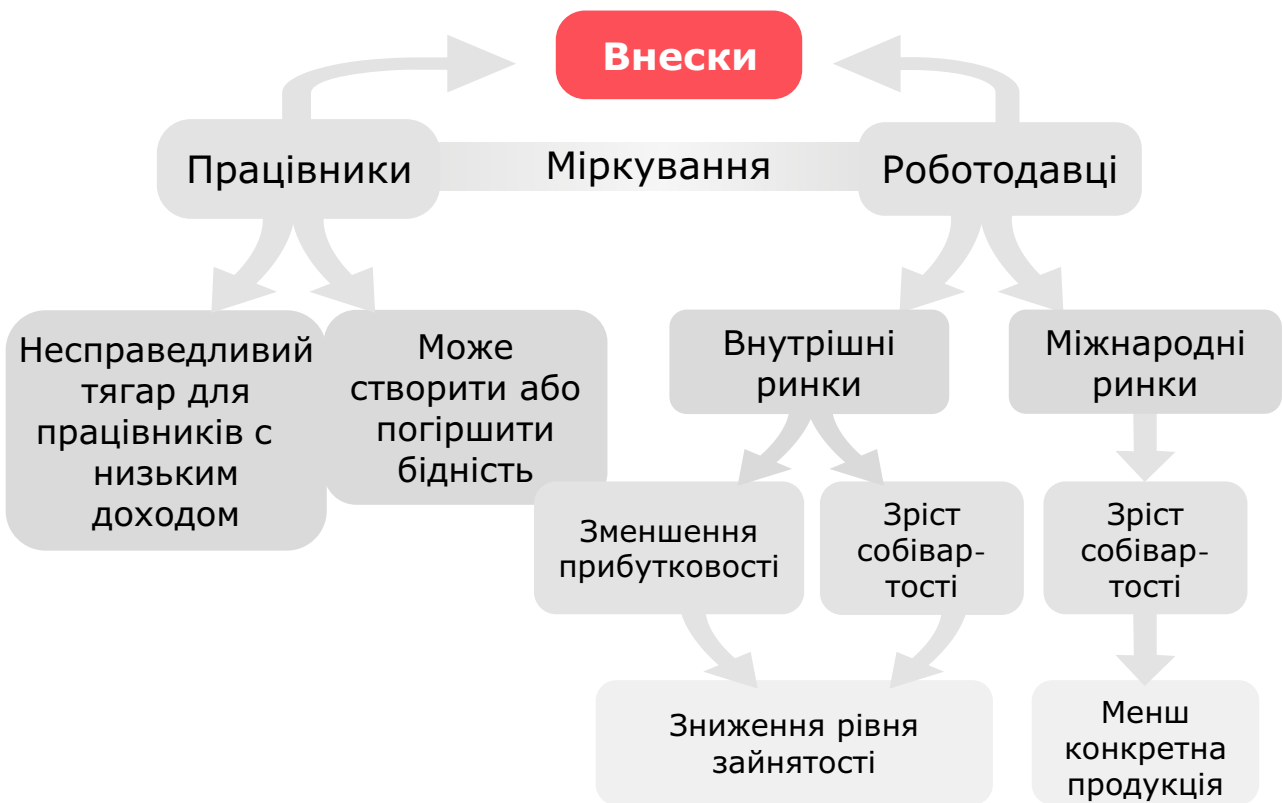 Внески
Працівники
Міркування
Роботодавці
Несправедливий
тягар для
працівників с
низьким
доходом
Може
створити або
погіршити
бідність
Внутрішні
ринки
Міжнародні
ринки
Зменшення
прибутковості
Зріст
собівар-
тості
Зріст
собівар-
тості
Зниження рівня
зайнятості
Менш
конкретна
продукція